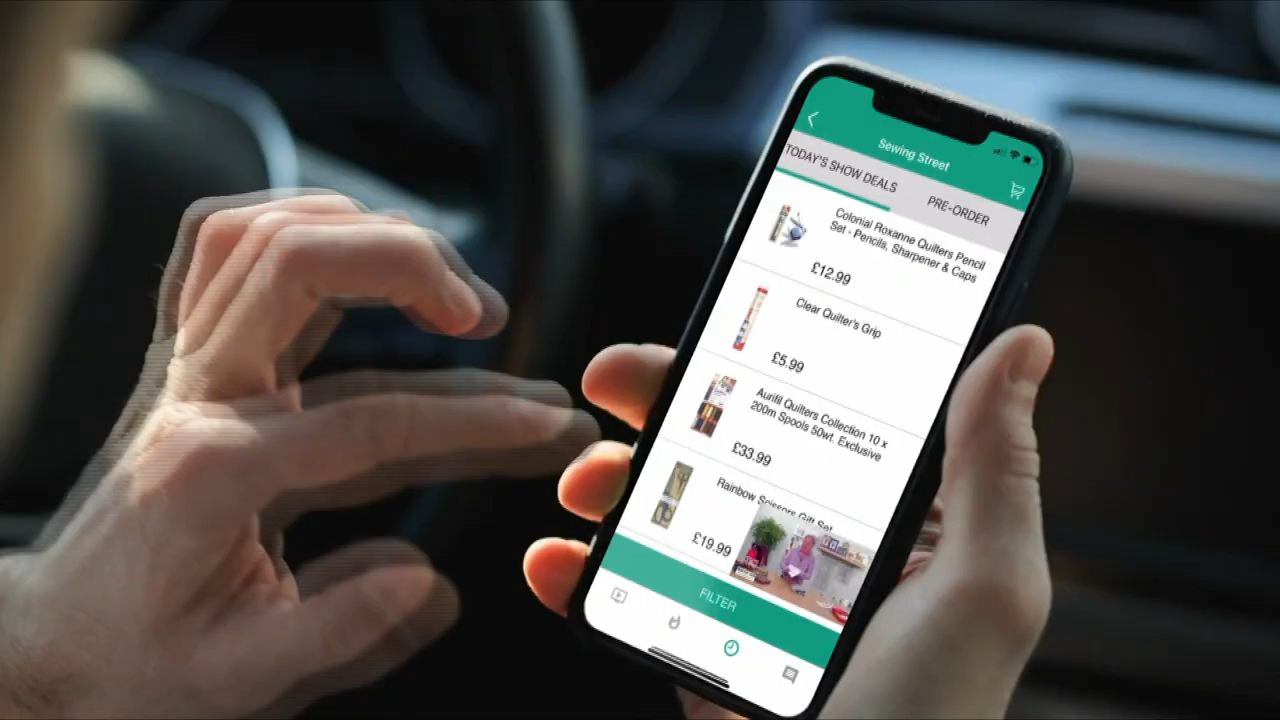 Sewing Street
TODAY'S SHOW DEALS
PRE-ORDER
Colonial Roxanne Quilters Pencil
Set - Pencils, Sharpener & Caps
£12.99
Clear Quilter's Grip
£5.99
Aurifil Quilters Collection 10 x
200m Spools 50wt. Exclusive
£33.99
Rainbow Scissors Gift Set
£19.99
FILTER